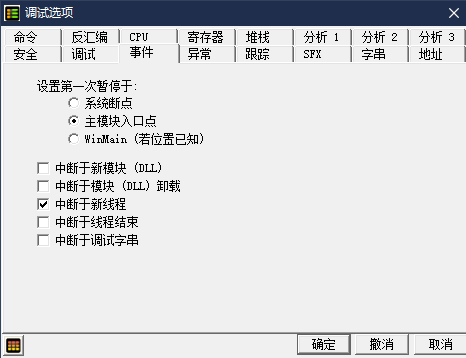 调试选项
命令 反汇编 CPU 寄存器 堆栈 分析 1 分析 2 分析 3
安全 调试 事件 异常 跟踪 SFX 字串 地址
设置第一次暂停于:
系统断点
主模块入口点
WinMain (若位置已知)
中断于新模块 (DLL)
中断于模块 (DLL) 卸载
中断于新线程
中断于线程结束
中断于调试字串
确定 撤消 取消